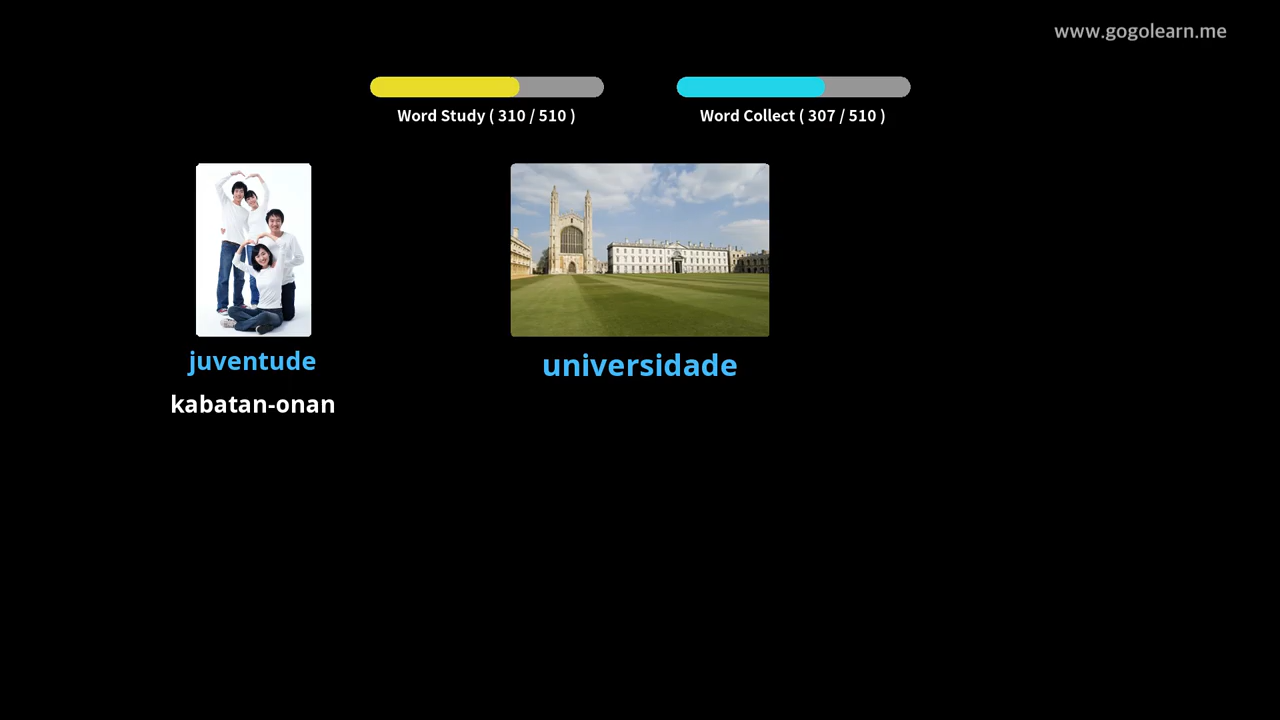 www.gogolearn.me
Word Study ( 310 / 510 )
Word Collect ( 307 / 510 )
juventude
universidade
kabatan-onan